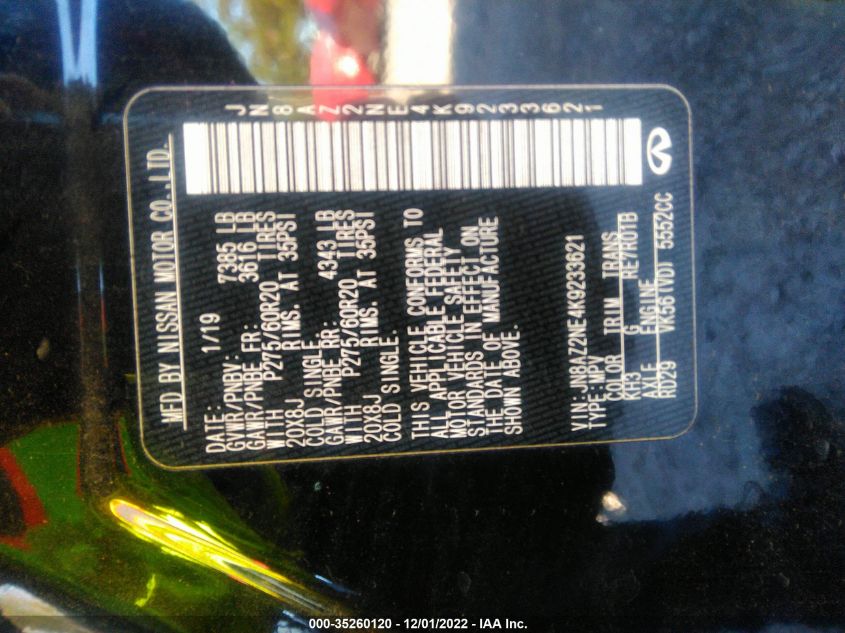 JN8AZ2NE4K9233621
MFD BY NISSAN MOTOR CO.,LTD.
DATE: 1/19
GVWR/PNBV: 7385 LB
GAWR/PNBE FR: 3616 LB
WITH P275/60R20 TIRES
20X8J RIMS. AT 35PSI
COLD SINGLE.
GAWR/PNBE RR: 4343 LB
WITH P275/60R20 TIRES
20X8J RIMS. AT 35PSI
COLD SINGLE.
THIS VEHICLE CONFORMS TO
ALL APPLICABLE FEDERAL
MOTOR VEHICLE SAFETY
STANDARDS IN EFFECT ON
THE DATE OF MANUFACTURE
SHOWN ABOVE.
VIN:JN8AZ2NE4K9233621
TYPE:MPV
COLOR TRIM TRANS
KH3 G RE7R01B
AXLE ENGINE
RD29 VK56(VD) 5552CC
000-35260120 - 12/01/2022 - IAA Inc.